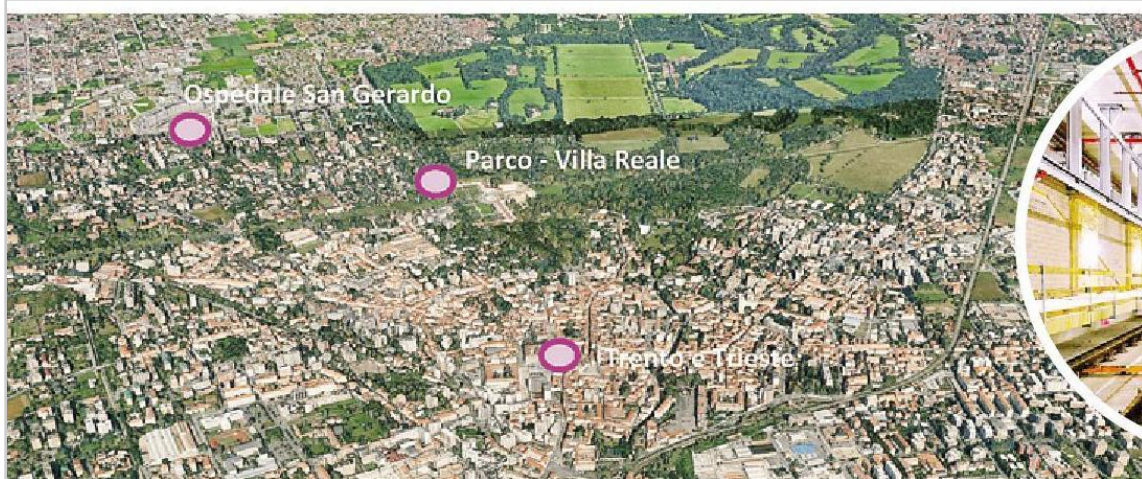 Ospedale San Gerardo
Parco - Villa Reale
Trento e Trieste